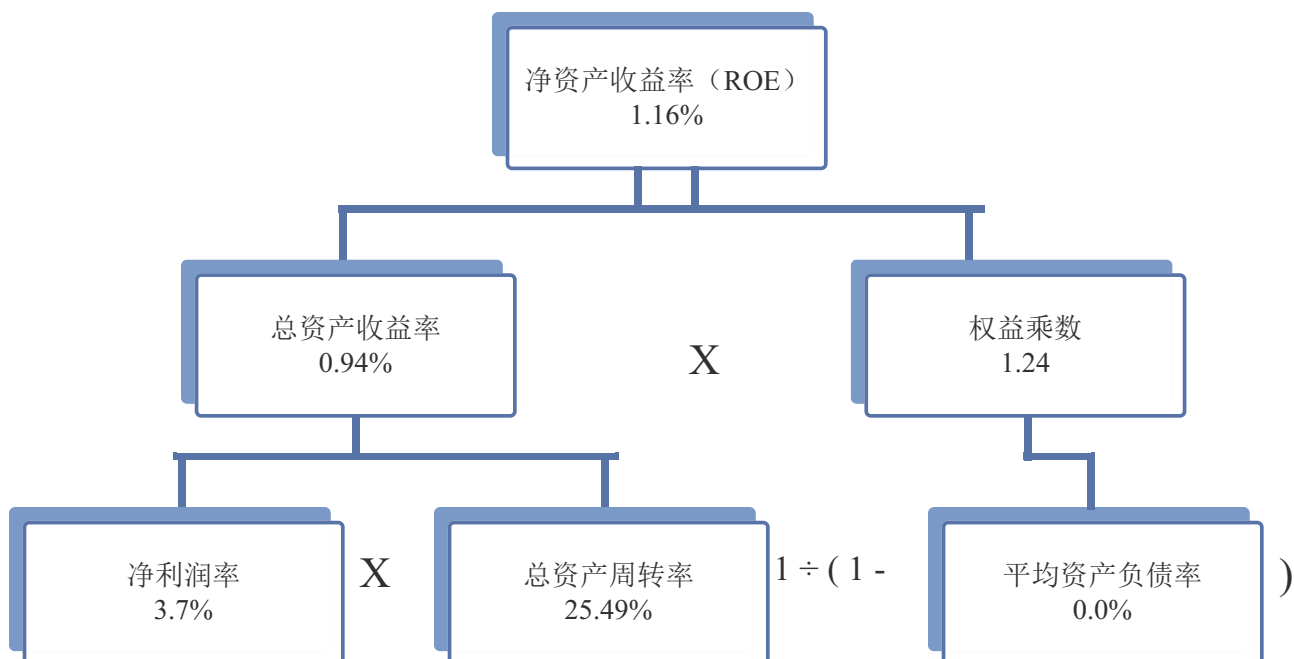 净资产收益率（ROE）
1.16%
总资产收益率
0.94%
X
权益乘数
1.24
净利润率
3.7%
X
总资产周转率
25.49%
1 ÷ ( 1 -
平均资产负债率
0.0%
)